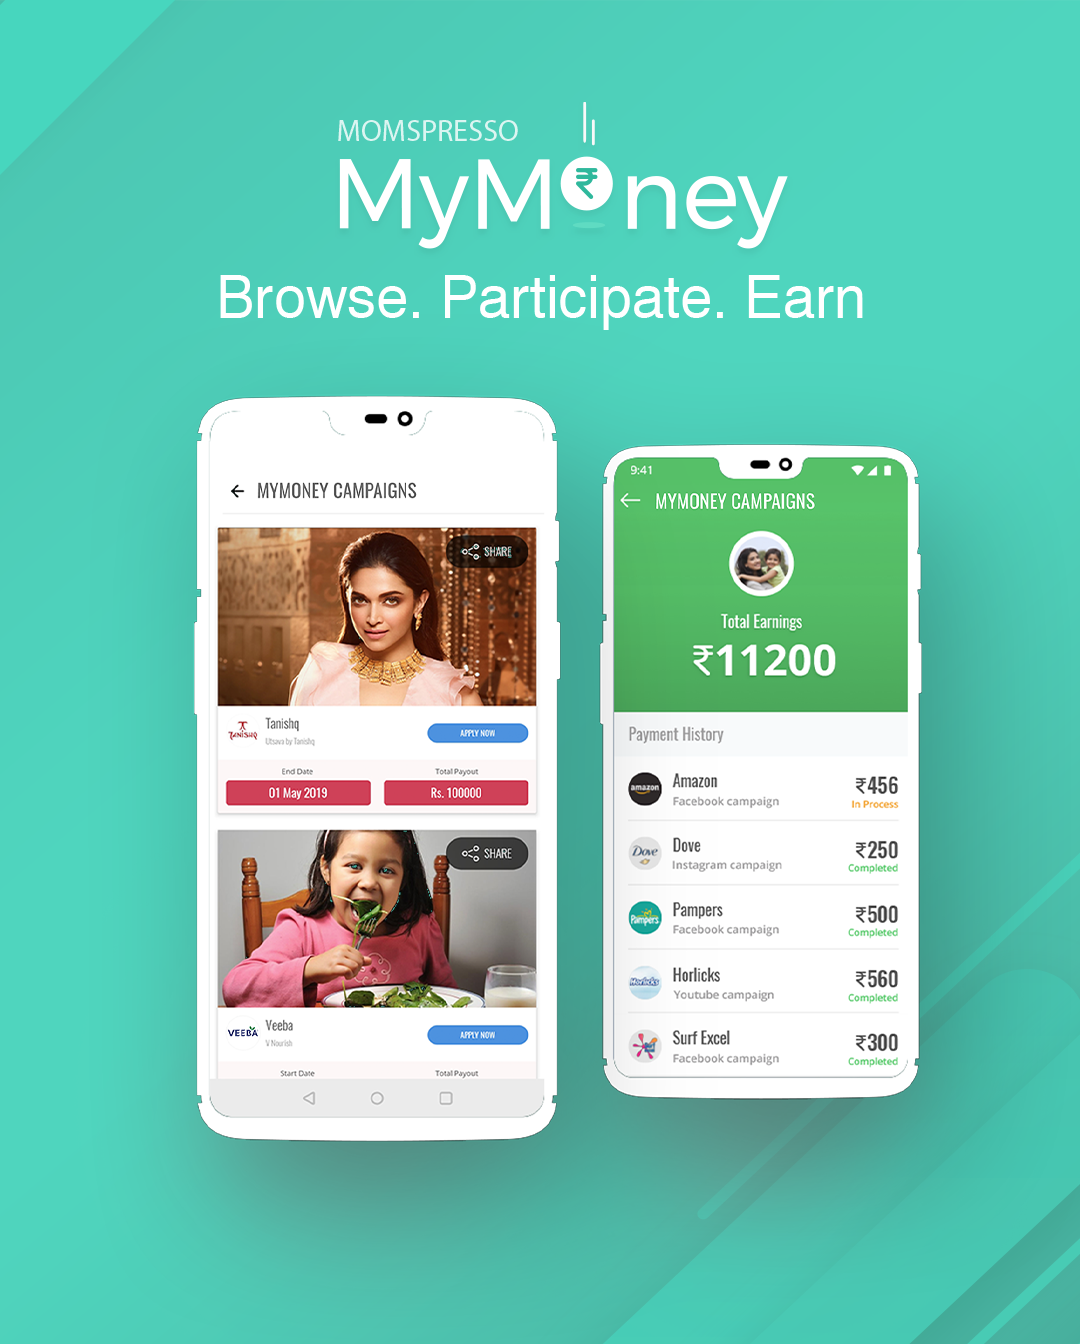 MOMSPRESSO
MyM₹ney
Browse. Participate. Earn
MYMONEY CAMPAIGNS
SHARE
TANISHQ
Tanishq
Utsava by Tanishq
APPLY NOW
End Date
Total Payout
01 May 2019
Rs. 100000
SHARE
VEEBA
Veeba
V Nourish
APPLY NOW
Start Date
Total Payout
9:41
MYMONEY CAMPAIGNS
Total Earnings
₹11200
Payment History
amazon
Amazon
₹456
Facebook campaign
In Process
Dove
Dove
₹250
Instagram campaign
Completed
Pampers
Pampers
₹500
Facebook campaign
Completed
Horlicks
Horlicks
₹560
Youtube campaign
Completed
Surf Excel
₹300
Facebook campaign
Completed